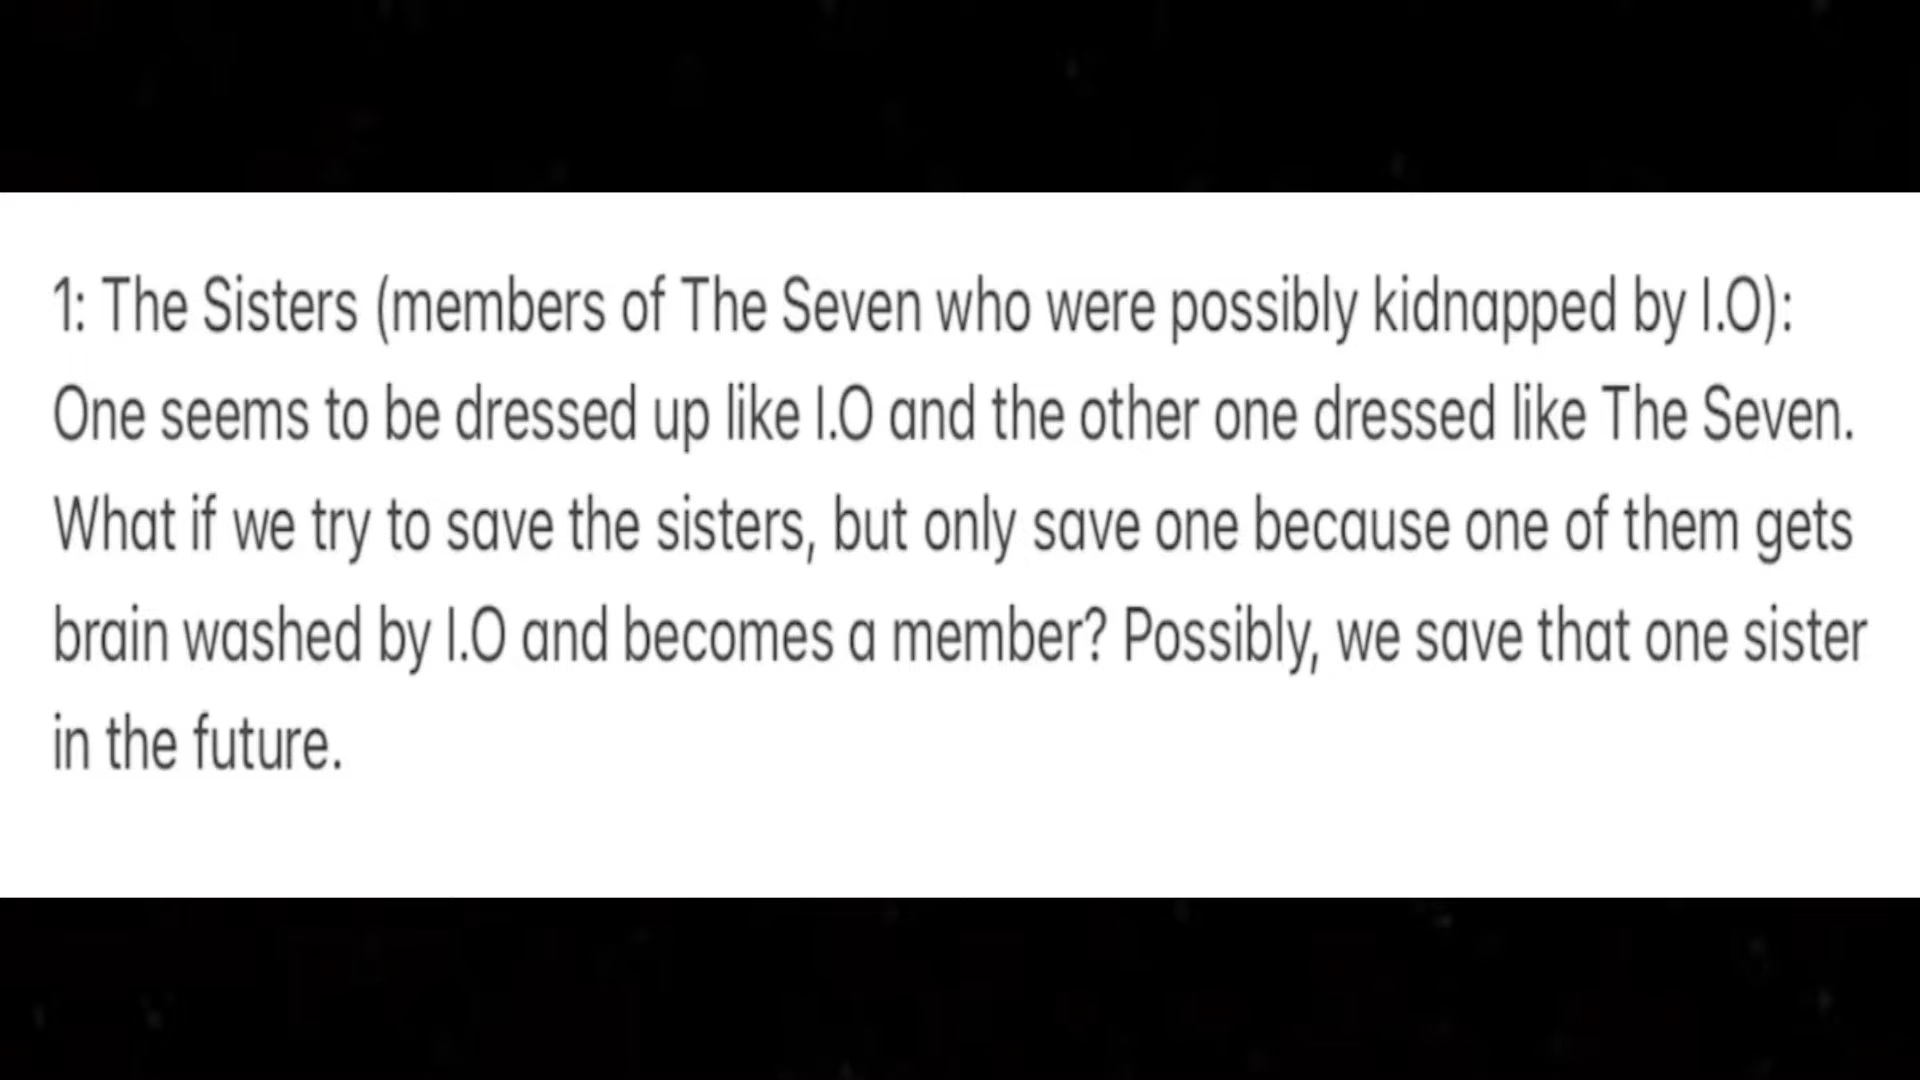 1: The Sisters (members of The Seven who were possibly kidnapped by I.O):
One seems to be dressed up like I.O and the other one dressed like The Seven.
What if we try to save the sisters, but only save one because one of them gets
brain washed by I.O and becomes a member? Possibly, we save that one sister
in the future.